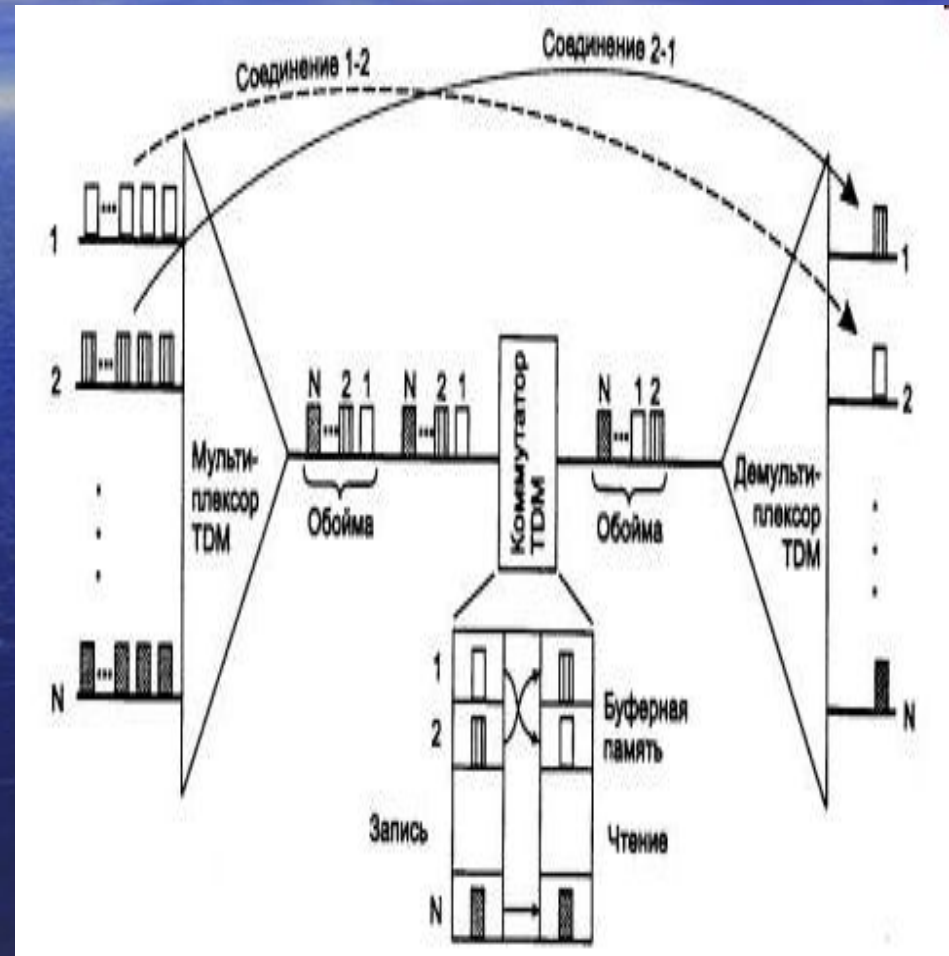 Соединение 1-2
Соединение 2-1
1
1
2
2
N 2 1 N 2 1
N 1 2
Мульти-
плексор
TDM
Обойма
Коммутатор
TDM
Обойма
Демульти-
плексор
TDM
N
N
1
2
Буферная
память
Запись
Чтение
N